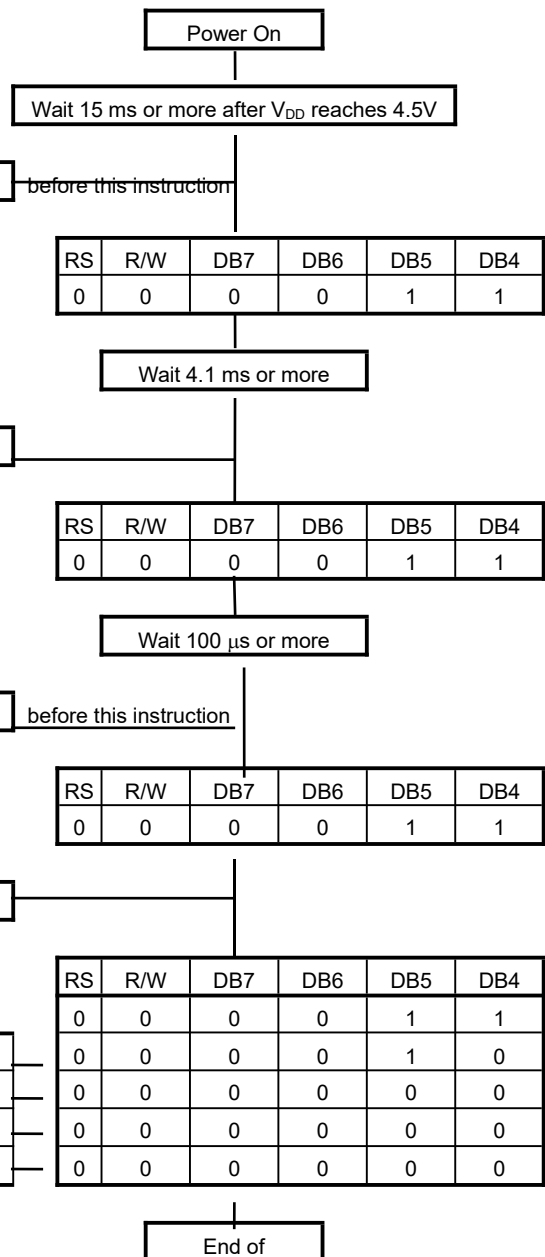 Power On
Wait 15 ms or more after VDD reaches 4.5V
before this instruction
RS R/W DB7 DB6 DB5 DB4
0 0 0 0 1 1
Wait 4.1 ms or more
RS R/W DB7 DB6 DB5 DB4
0 0 0 0 1 1
Wait 100 μs or more
before this instruction
RS R/W DB7 DB6 DB5 DB4
0 0 0 0 1 1
RS R/W DB7 DB6 DB5 DB4
0 0 0 0 1 1
0 0 0 0 1 0
0 0 0 0 0 0
0 0 0 0 0 0
0 0 0 0 0 0
End of